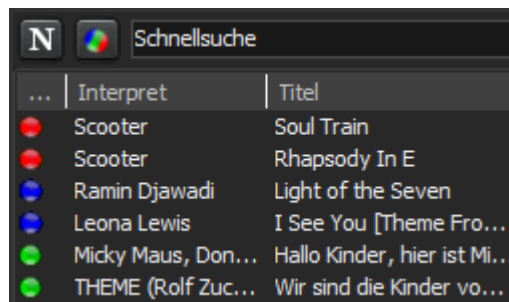 N Schnellsuche
... Interpret Titel
Scooter Soul Train
Scooter Rhapsody In E
Ramin Djawadi Light of the Seven
Leona Lewis I See You [Theme Fro...
Micky Maus, Don... Hallo Kinder, hier ist Mi...
THEME (Rolf Zuc... Wir sind die Kinder vo...